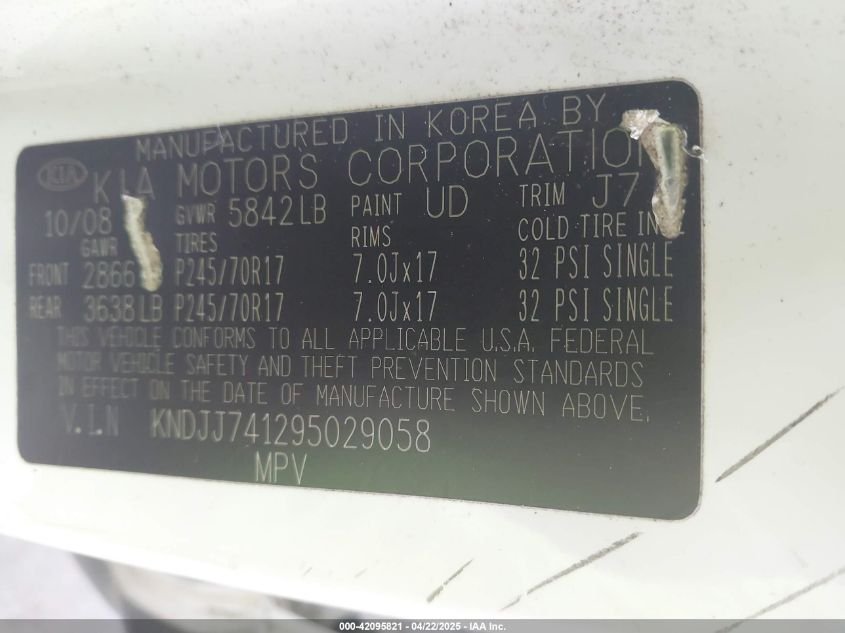 MANUFACTURED IN KOREA BY
KIA KIA MOTORS CORPORATION
10/08 GVWR 5842LB PAINT UD TRIM J7
GAWR TIRES RIMS COLD TIRE IN
FRONT 2866 P245/70R17 7.0Jx17 32 PSI SINGLE
REAR 3638LB P245/70R17 7.0Jx17 32 PSI SINGLE
THIS VEHICLE CONFORMS TO ALL APPLICABLE U.S.A. FEDERAL
MOTOR VEHICLE SAFETY AND THEFT PREVENTION STANDARDS
IN EFFECT ON THE DATE OF MANUFACTURE SHOWN ABOVE.
V.I.N KNDJJ741295029058
MPV
000-42095821 - 04/22/2025 - IAA Inc.